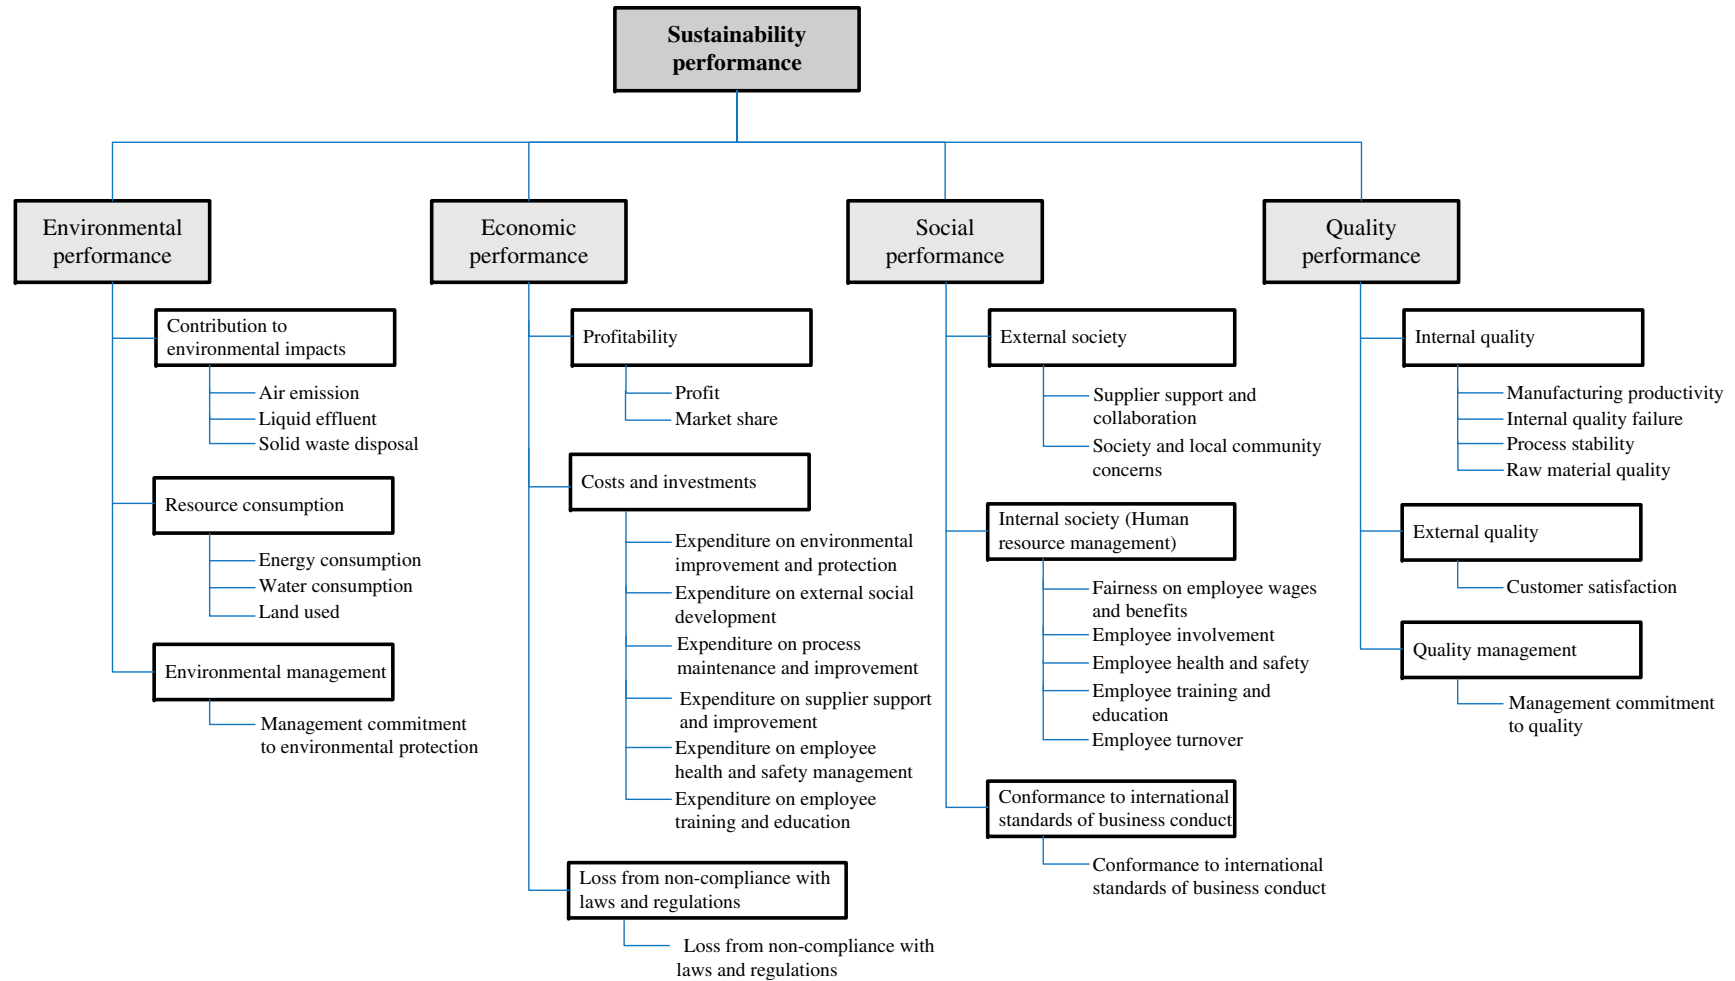 Sustainability
performance
Environmental
performance
Contribution to
environmental impacts
Air emission
Liquid effluent
Solid waste disposal
Resource consumption
Energy consumption
Water consumption
Land used
Environmental management
Management commitment
to environmental protection
Economic
performance
Profitability
Profit
Market share
Costs and investments
Expenditure on environmental
improvement and protection
Expenditure on external social
development
Expenditure on process
maintenance and improvement
Expenditure on supplier support
and improvement
Expenditure on employee
health and safety management
Expenditure on employee
training and education
Loss from non-compliance with
laws and regulations
Loss from non-compliance with
laws and regulations
Social
performance
External society
Supplier support and
collaboration
Society and local community
concerns
Internal society (Human
resource management)
Fairness on employee wages
and benefits
Employee involvement
Employee health and safety
Employee training and
education
Employee turnover
Conformance to international
standards of business conduct
Conformance to international
standards of business conduct
Quality
performance
Internal quality
Manufacturing productivity
Internal quality failure
Process stability
Raw material quality
External quality
Customer satisfaction
Quality management
Management commitment
to quality